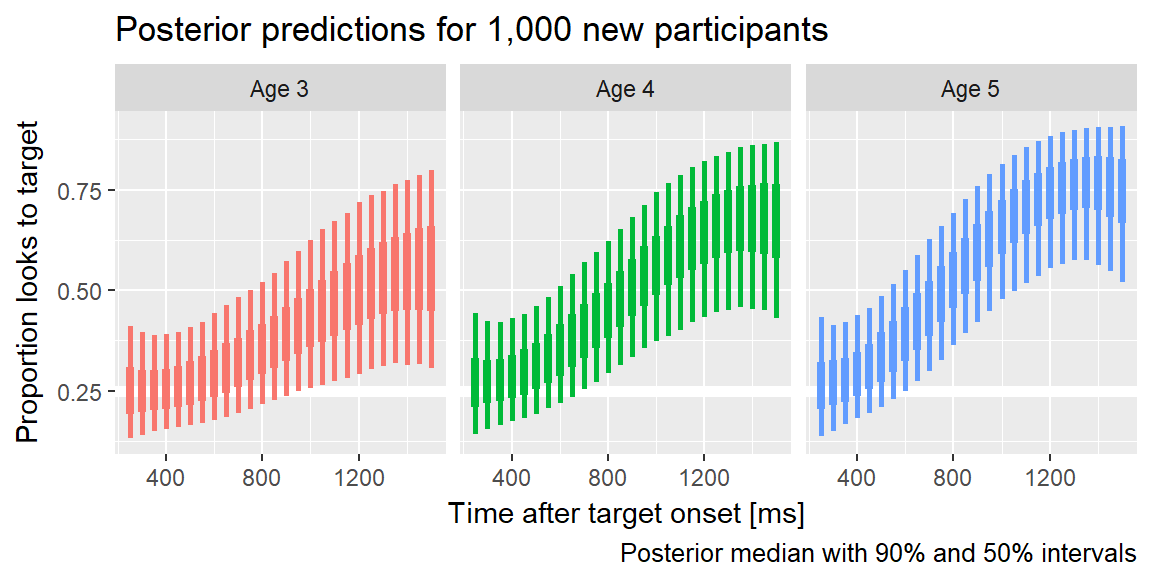 Posterior predictions for 1,000 new participants
Age 3
Age 4
Age 5
Proportion looks to target
0.75
0.50
0.25
400 800 1200
400 800 1200
400 800 1200
Time after target onset [ms]
Posterior median with 90% and 50% intervals